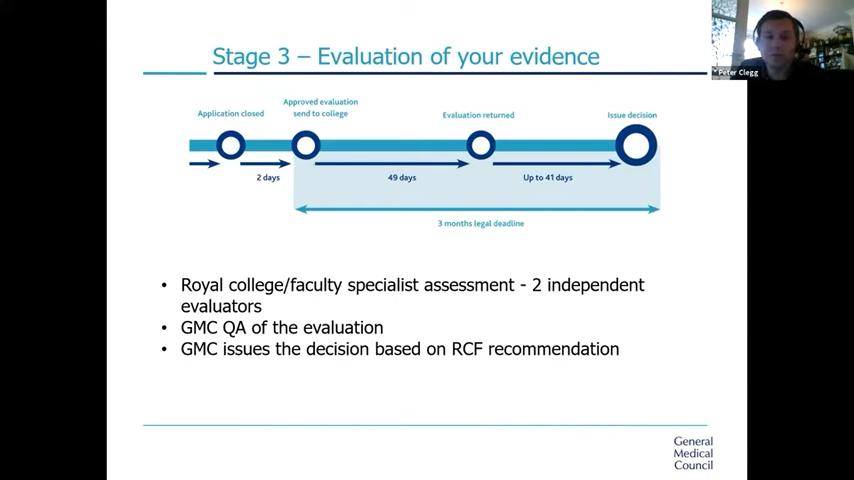 Stage 3 – Evaluation of your evidence
Peter Clegg
Application closed
Approved evaluation
send to college
Evaluation returned
Issue decision
2 days
49 days
Up to 41 days
3 months legal deadline
• Royal college/faculty specialist assessment - 2 independent
evaluators
• GMC QA of the evaluation
• GMC issues the decision based on RCF recommendation
General
Medical
Council